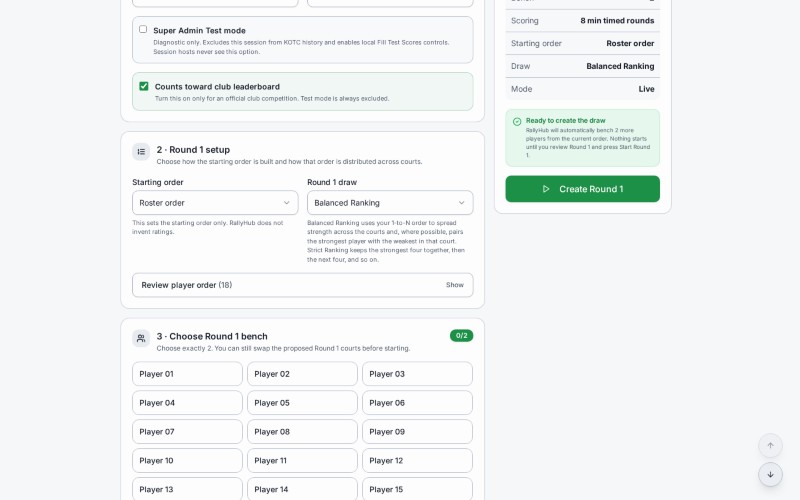 Super Admin Test mode
Diagnostic only. Excludes this session from KOTC history and enables local Fill Test Scores controls.
Session hosts never see this option.
Counts toward club leaderboard
Turn this on only for an official club competition. Test mode is always excluded.
2 · Round 1 setup
Choose how the starting order is built and how that order is distributed across courts.
Starting order
Roster order
This sets the starting order only. RallyHub does not
invent ratings.
Round 1 draw
Balanced Ranking
Balanced Ranking uses your 1-to-N order to spread
strength across the courts and, where possible, pairs
the strongest player with the weakest in that court.
Strict Ranking keeps the strongest four together, then
the next four, and so on.
Review player order (18)
Show
3 · Choose Round 1 bench
0/2
Choose exactly 2. You can still swap the proposed Round 1 courts before starting.
Player 01
Player 02
Player 03
Player 04
Player 05
Player 06
Player 07
Player 08
Player 09
Player 10
Player 11
Player 12
Player 13
Player 14
Player 15
Scoring
8 min timed rounds
Starting order
Roster order
Draw
Balanced Ranking
Mode
Live
Ready to create the draw
RallyHub will automatically bench 2 more
players from the current order. Nothing starts
until you review Round 1 and press Start Round
1.
Create Round 1